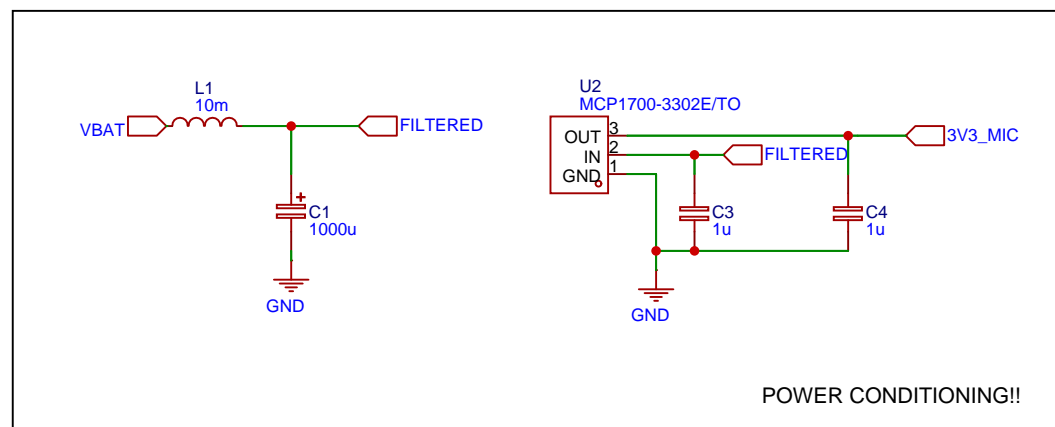 L1
10m
VBAT
FILTERED
C1
1000u
GND
U2
MCP1700-3302E/TO
OUT 3
IN 2
GND 1
FILTERED
3V3_MIC
C3
1u
C4
1u
GND
POWER CONDITIONING!!